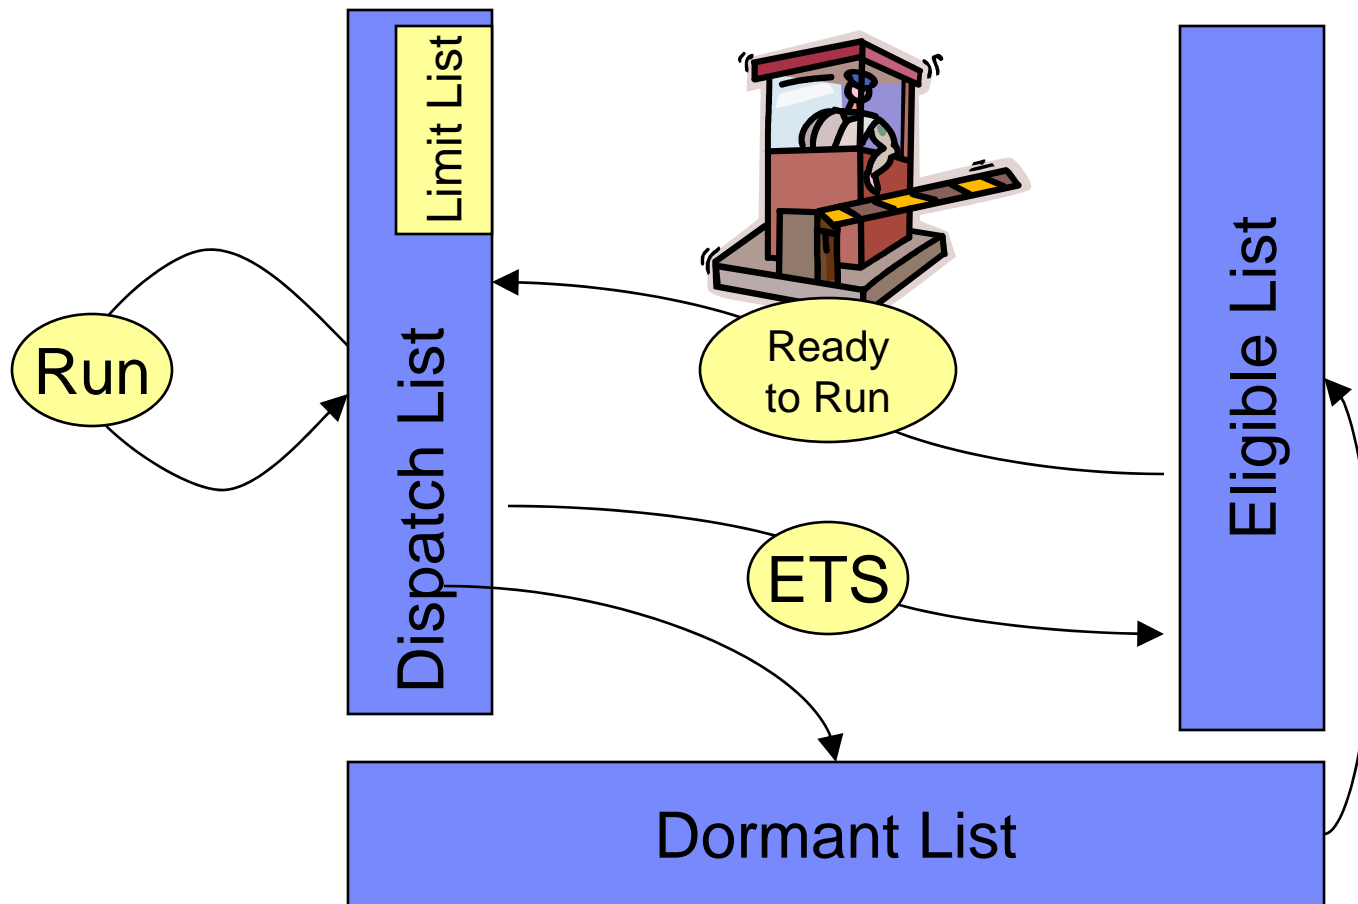 Limit List
Dispatch List
Run
Ready
to Run
ETS
Eligible List
Dormant List